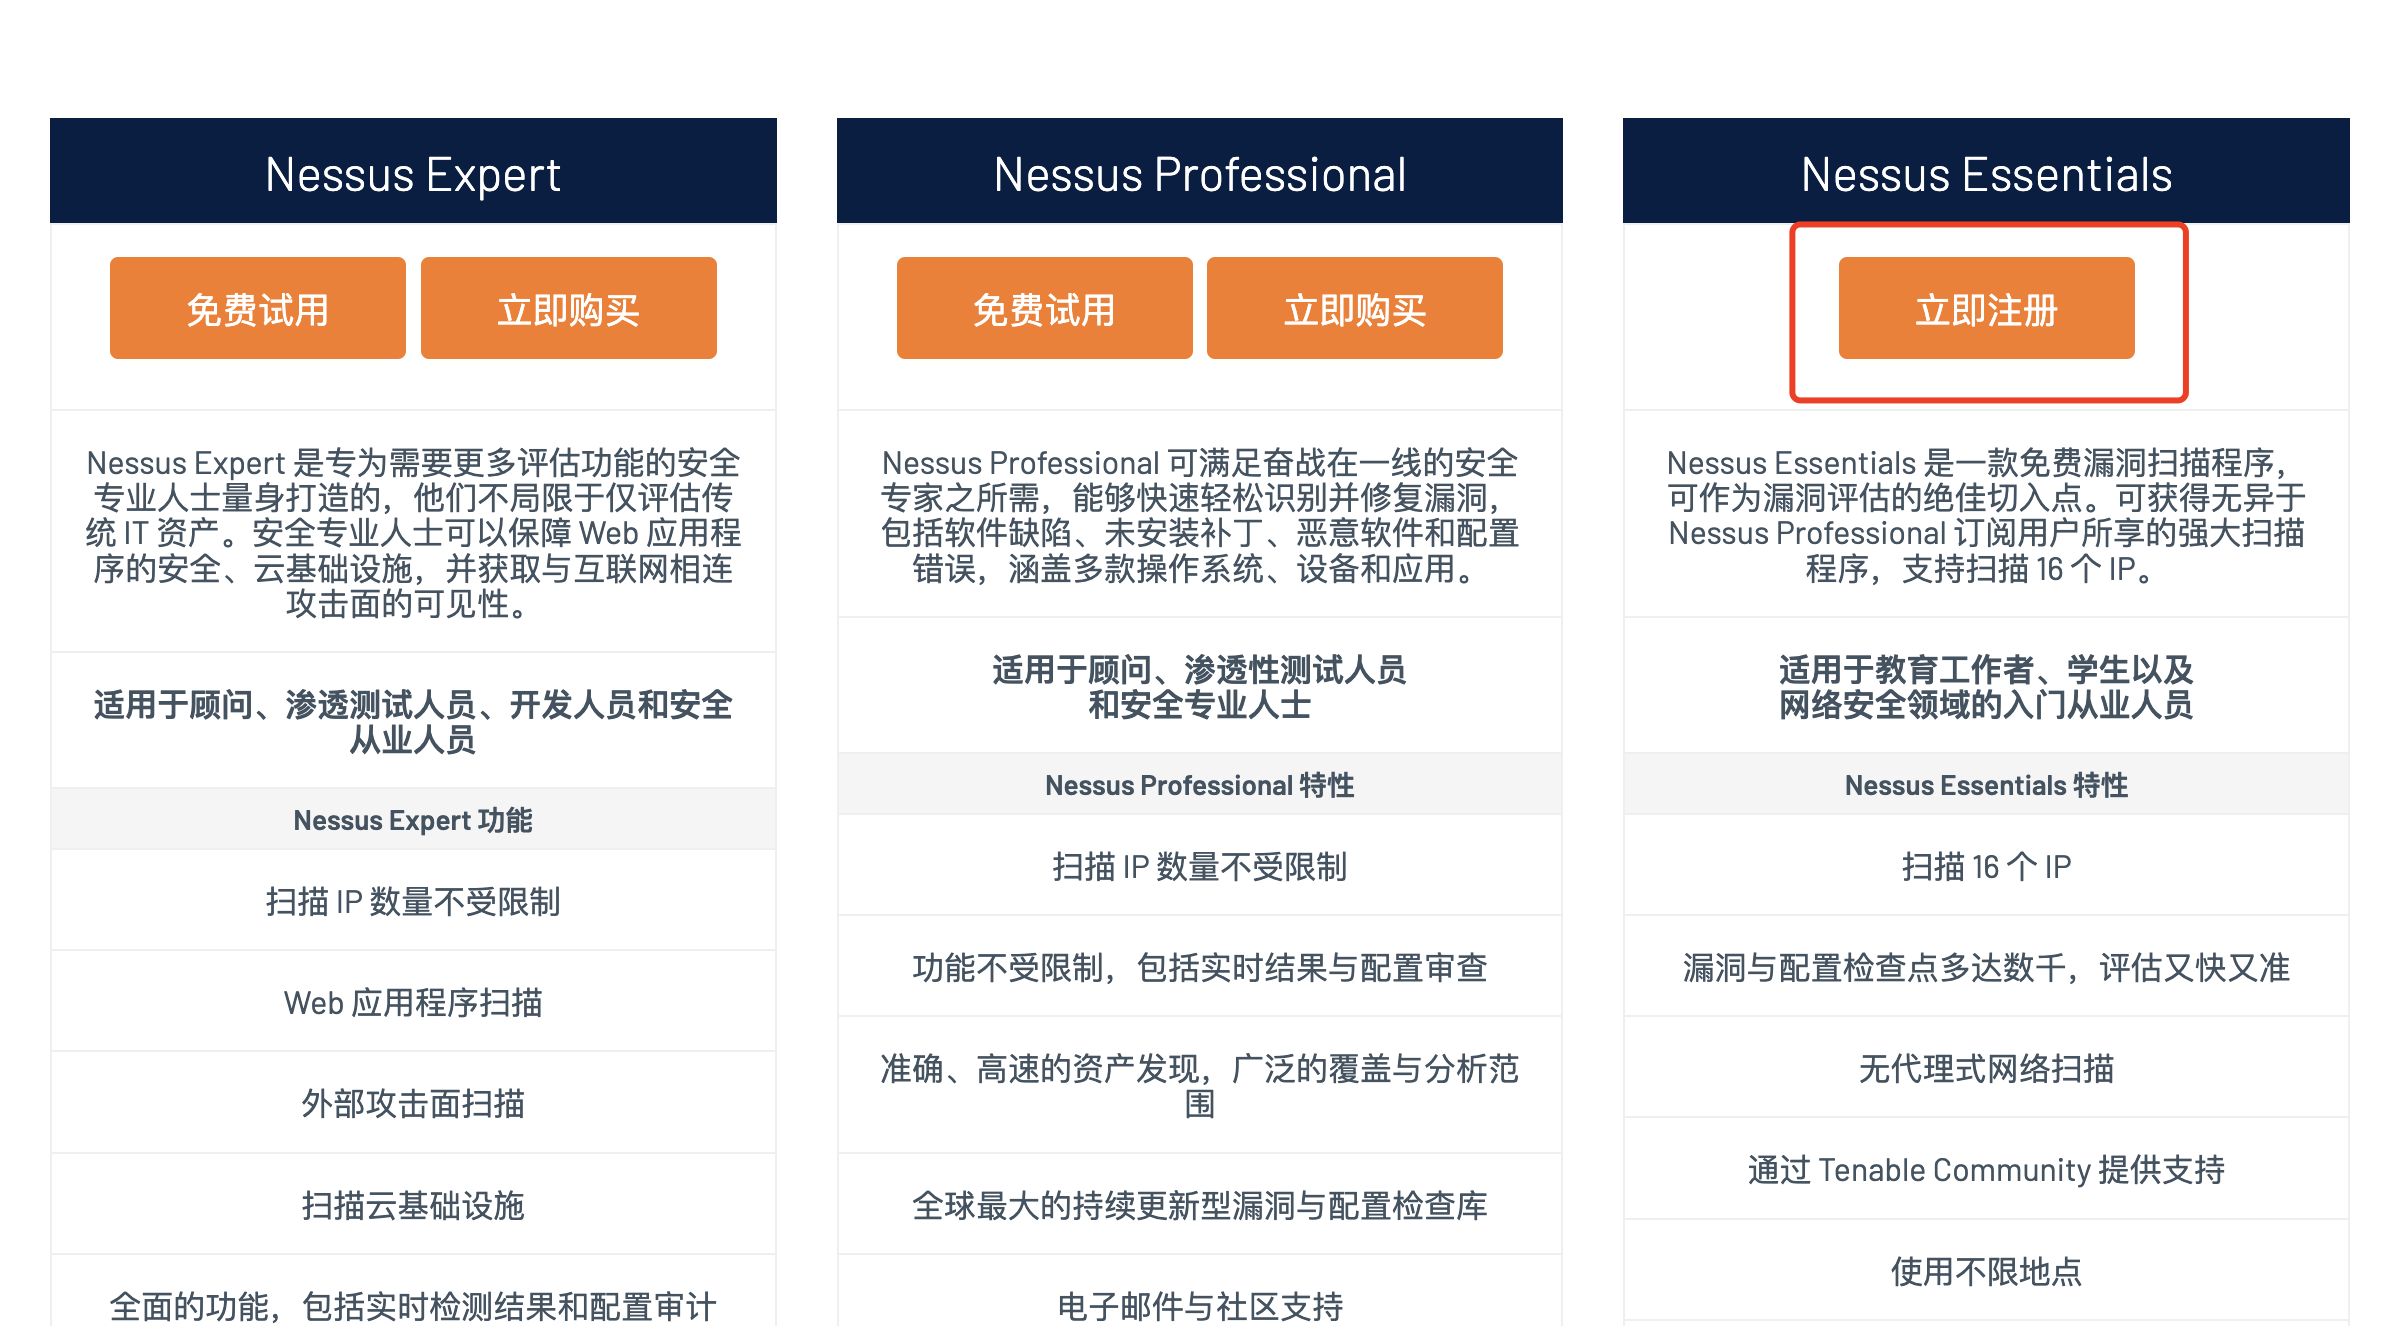 Nessus Expert
免费试用
立即购买
Nessus Expert 是专为需要更多评估功能的安全
专业人士量身打造的，他们不局限于仅评估传
统 IT 资产。安全专业人士可以保障 Web 应用程
序的安全、云基础设施，并获取与互联网相连
攻击面的可见性。
适用于顾问、渗透测试人员、开发人员和安全
从业人员
Nessus Expert 功能
扫描 IP 数量不受限制
Web 应用程序扫描
外部攻击面扫描
扫描云基础设施
全面的功能，包括实时检测结果和配置审计
Nessus Professional
免费试用
立即购买
Nessus Professional 可满足奋战在一线的安全
专家之所需，能够快速轻松识别并修复漏洞，
包括软件缺陷、未安装补丁、恶意软件和配置
错误，涵盖多款操作系统、设备和应用。
适用于顾问、渗透性测试人员
和安全专业人士
Nessus Professional 特性
扫描 IP 数量不受限制
功能不受限制，包括实时结果与配置审查
准确、高速的资产发现，广泛的覆盖与分析范
围
全球最大的持续更新型漏洞与配置检查库
电子邮件与社区支持
Nessus Essentials
立即注册
Nessus Essentials 是一款免费漏洞扫描程序，
可作为漏洞评估的绝佳切入点。可获得无异于
Nessus Professional 订阅用户所享的强大扫描
程序，支持扫描 16 个 IP。
适用于教育工作者、学生以及
网络安全领域的入门从业人员
Nessus Essentials 特性
扫描 16 个 IP
漏洞与配置检查点多达数千，评估又快又准
无代理式网络扫描
通过 Tenable Community 提供支持
使用不限地点